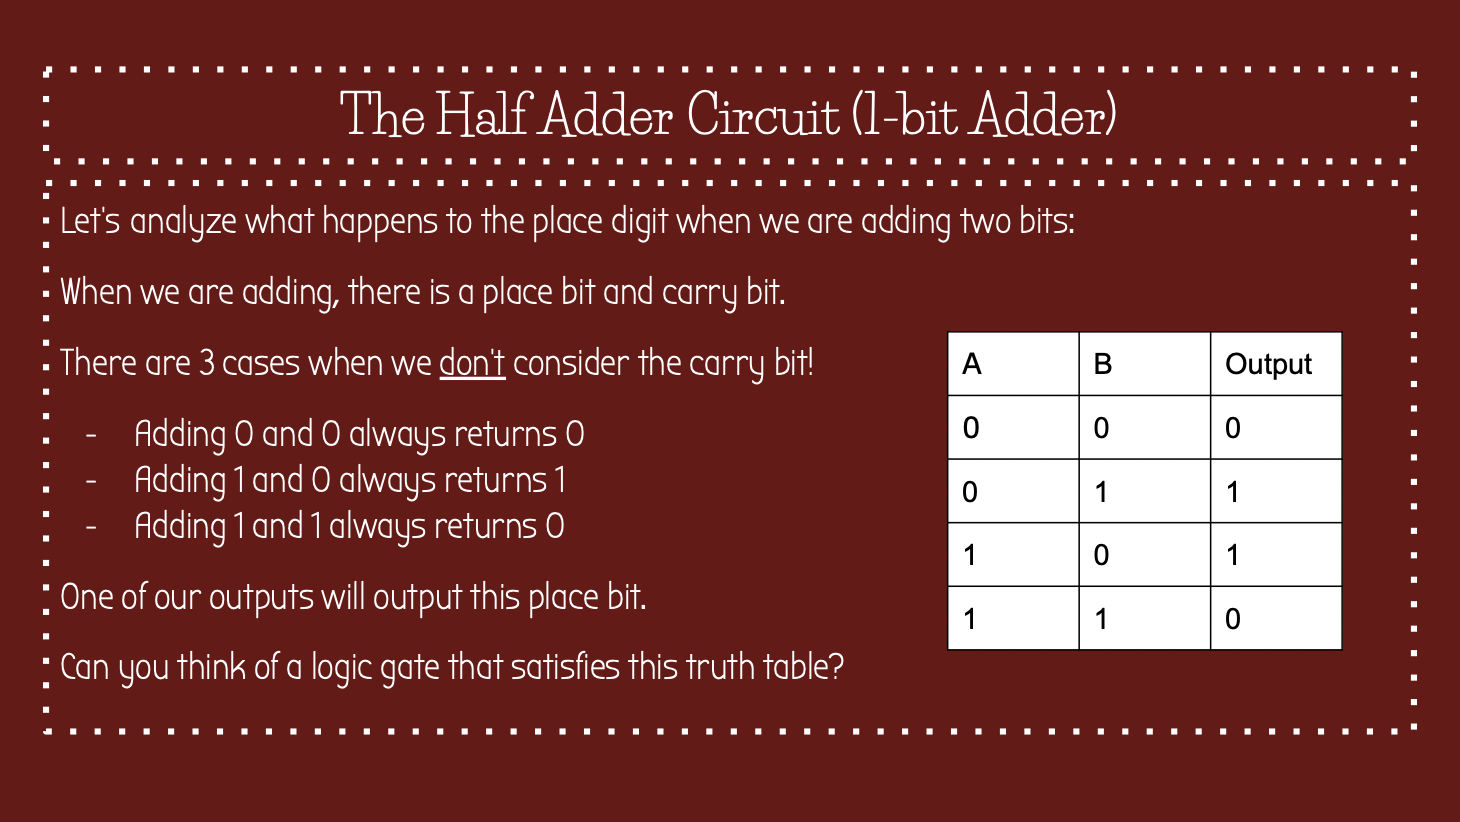 The Half Adder Circuit (1-bit Adder)
Let's analyze what happens to the place digit when we are adding two bits:
When we are adding, there is a place bit and carry bit.
There are 3 cases when we don't consider the carry bit!
- Adding 0 and 0 always returns 0
- Adding 1 and 0 always returns 1
- Adding 1 and 1 always returns 0
One of our outputs will output this place bit.
Can you think of a logic gate that satisfies this truth table?
A B Output
0 0 0
0 1 1
1 0 1
1 1 0